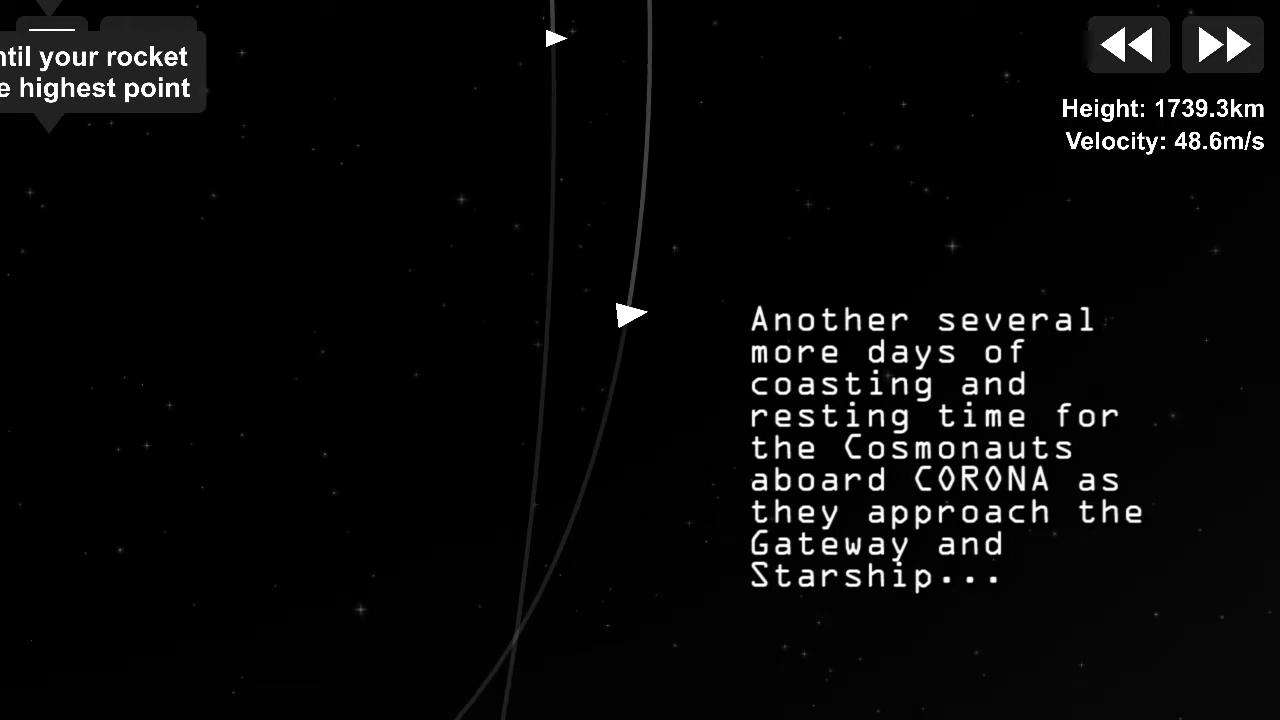 ntil your rocket
e highest point
Height: 1739.3km
Velocity: 48.6m/s
Another several
more days of
coasting and
resting time for
the Cosmonauts
aboard CORONA as
they approach the
Gateway and
Starship...